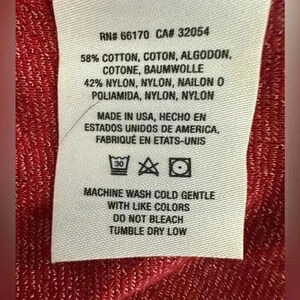 RN# 66170 CA# 32054
58% COTTON, COTON, ALGODON,
COTONE, BAUMWOLLE
42% NYLON, NYLON, NAILON O
POLIAMIDA, NYLON, NYLON
MADE IN USA, HECHO EN
ESTADOS UNIDOS DE AMERICA,
FABRIQUÉ EN ETATS-UNIS
30
MACHINE WASH COLD GENTLE
WITH LIKE COLORS
DO NOT BLEACH
TUMBLE DRY LOW